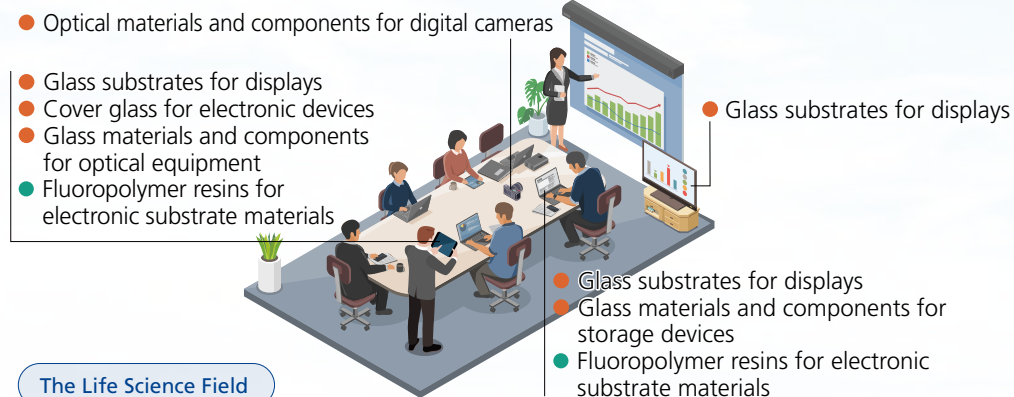 ● Optical materials and components for digital cameras
● Glass substrates for displays
● Cover glass for electronic devices
● Glass materials and components
for optical equipment
● Fluoropolymer resins for
electronic substrate materials
● Glass substrates for displays
● Glass substrates for displays
● Glass materials and components for
storage devices
● Fluoropolymer resins for electronic
substrate materials
The Life Science Field